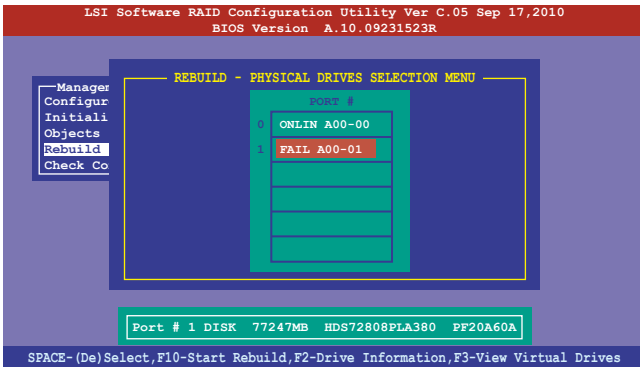 LSI Software RAID Configuration Utility Ver C.05 Sep 17,2010
BIOS Version A.10.09231523R
REBUILD - PHYSICAL DRIVES SELECTION MENU
Managem
Configur
Initiali
Objects
Rebuild
Check Co
PORT #
0 ONLIN A00-00
1 FAIL A00-01
Port # 1 DISK 77247MB HDS72808PLA380 PF20A60A
SPACE-(De)Select,F10-Start Rebuild,F2-Drive Information,F3-View Virtual Drives